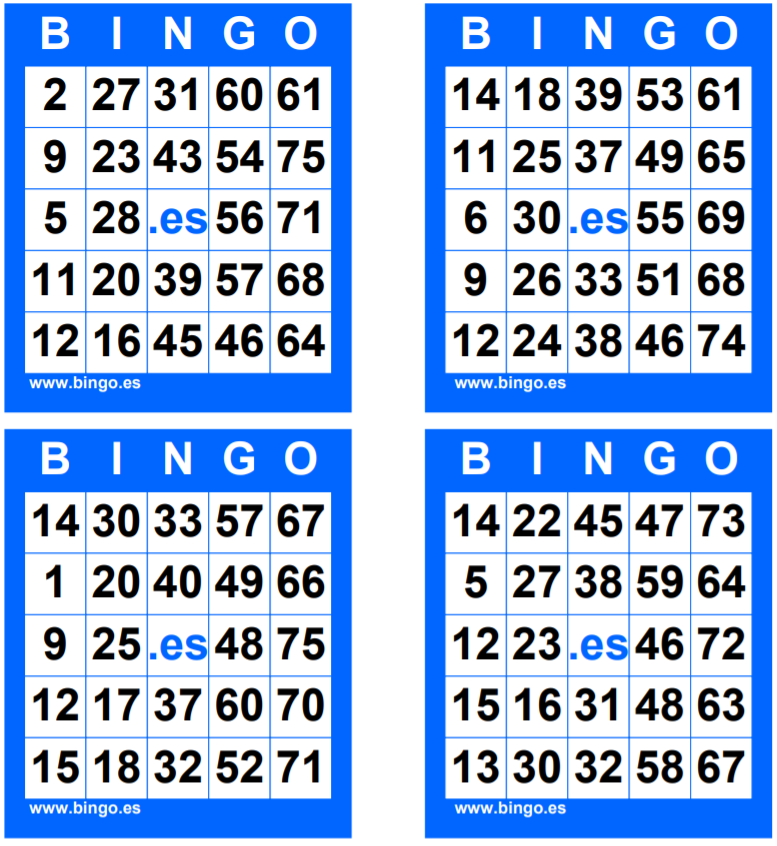 B I N G O
2 27 31 60 61
9 23 43 54 75
5 28 .es 56 71
11 20 39 57 68
12 16 45 46 64
www.bingo.es
B I N G O
14 18 39 53 61
11 25 37 49 65
6 30 .es 55 69
9 26 33 51 68
12 24 38 46 74
www.bingo.es
B I N G O
14 30 33 57 67
1 20 40 49 66
9 25 .es 48 75
12 17 37 60 70
15 18 32 52 71
www.bingo.es
B I N G O
14 22 45 47 73
5 27 38 59 64
12 23 .es 46 72
15 16 31 48 63
13 30 32 58 67
www.bingo.es